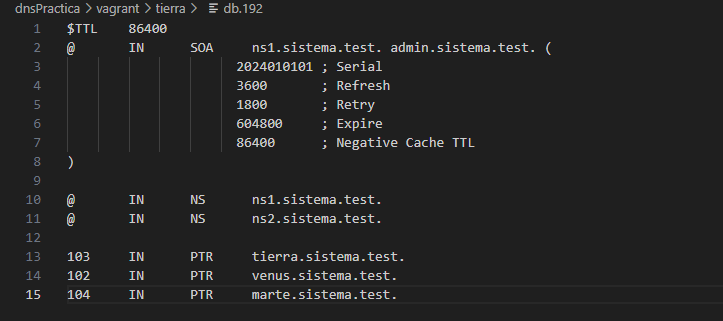 dnsPractica > vagrant > tierra > db.192
1 $TTL 86400
2 @ IN SOA ns1.sistema.test. admin.sistema.test. (
3 2024010101 ; Serial
4 3600 ; Refresh
5 1800 ; Retry
6 604800 ; Expire
7 86400 ; Negative Cache TTL
8 )
9
10 @ IN NS ns1.sistema.test.
11 @ IN NS ns2.sistema.test.
12
13 103 IN PTR tierra.sistema.test.
14 102 IN PTR venus.sistema.test.
15 104 IN PTR marte.sistema.test.